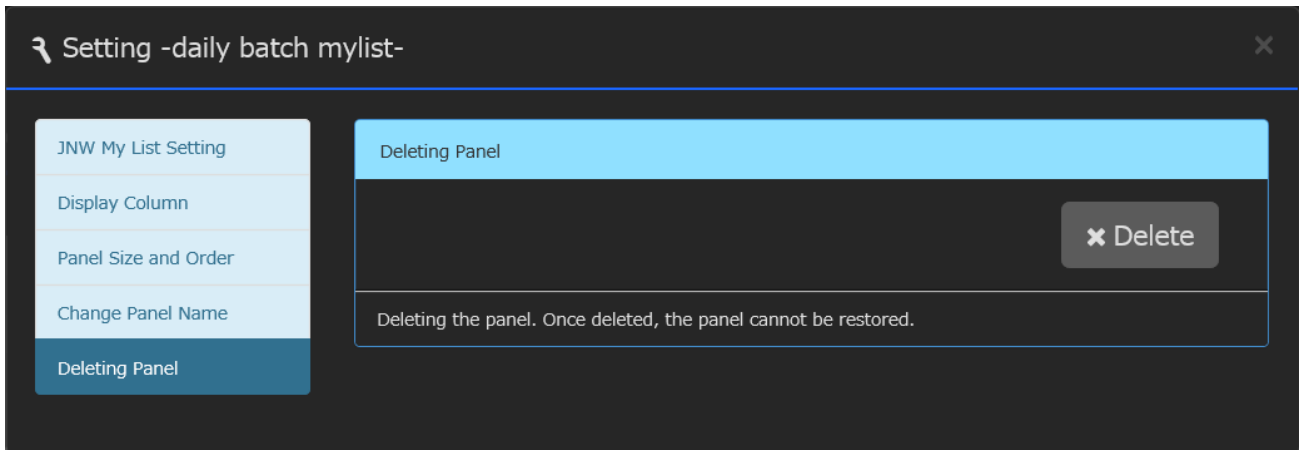 Setting -daily batch mylist-
JNW My List Setting
Display Column
Panel Size and Order
Change Panel Name
Deleting Panel
Deleting Panel
Delete
Deleting the panel. Once deleted, the panel cannot be restored.